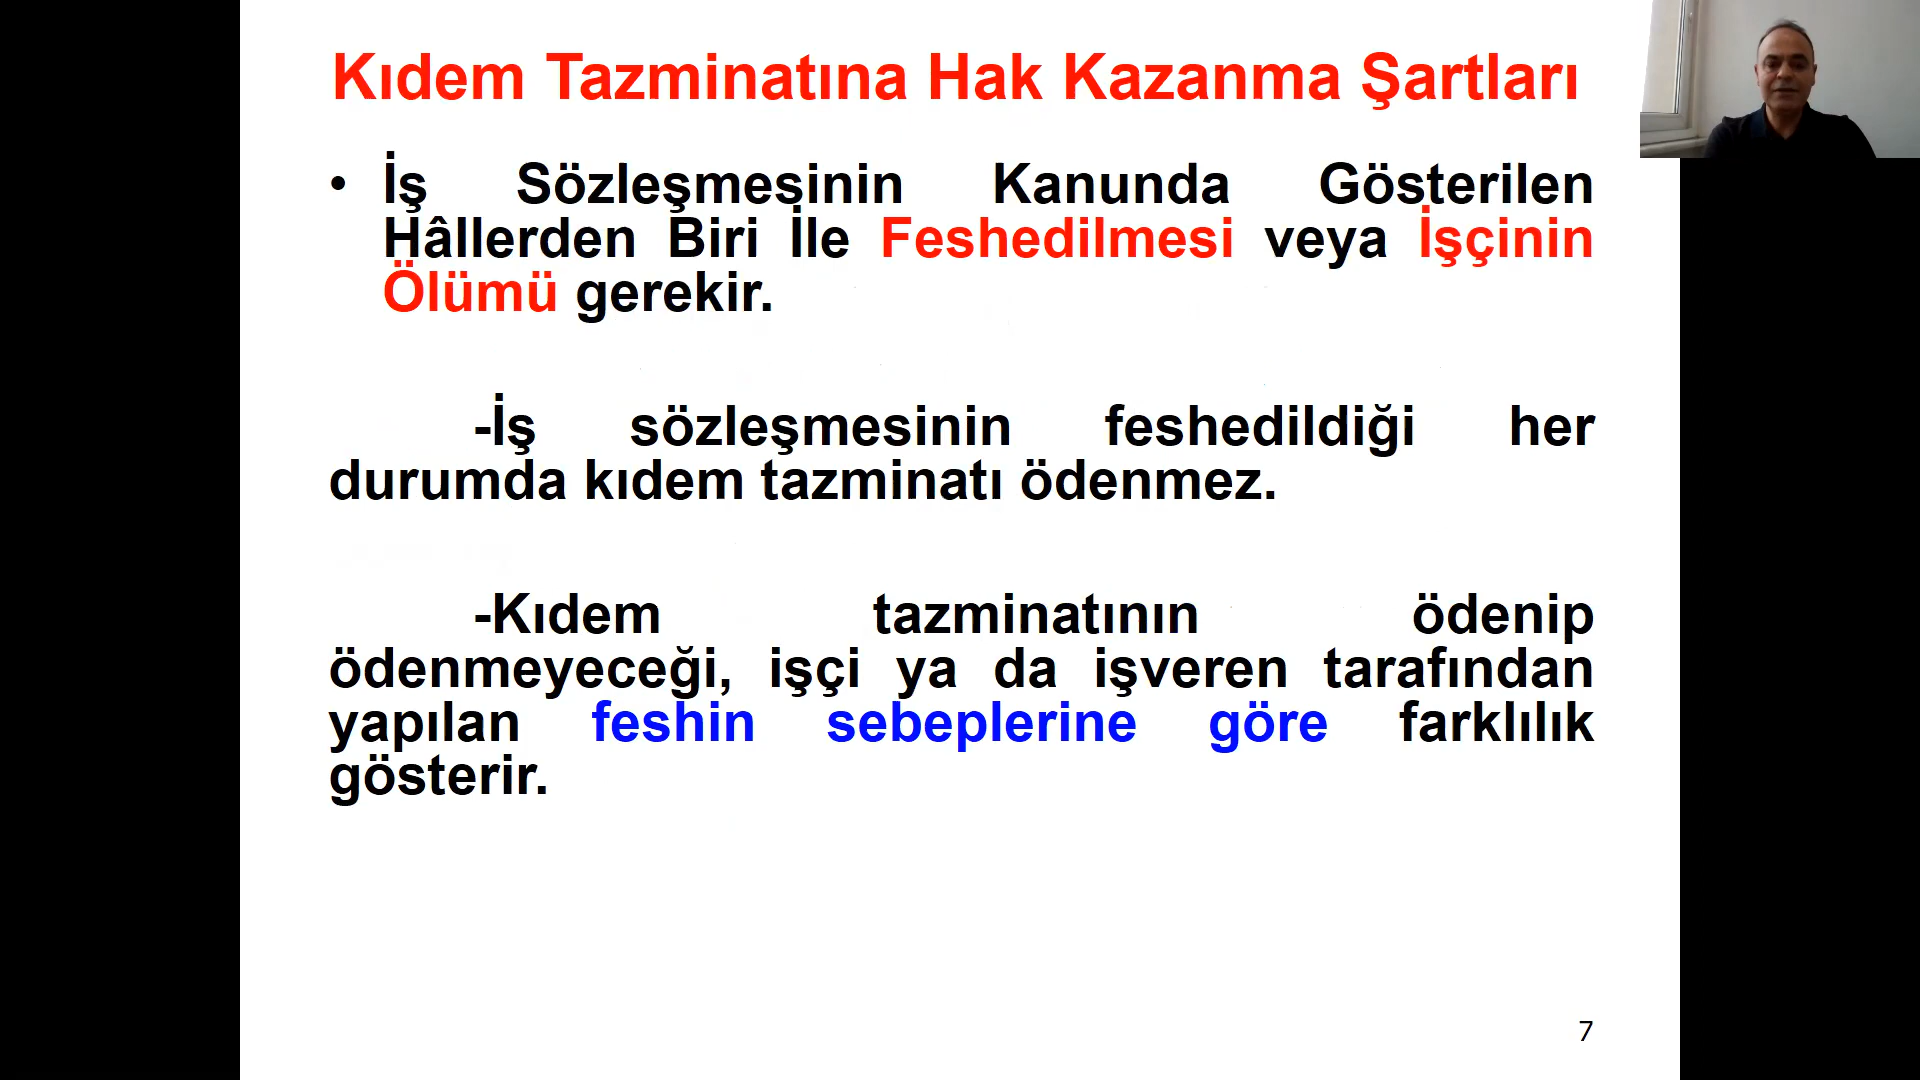 Kıdem Tazminatına Hak Kazanma Şartları
• İş Sözleşmesinin Kanunda Gösterilen
Hâllerden Biri İle Feshedilmesi veya İşçinin
Ölümü gerekir.
-İş sözleşmesinin feshedildiği her
durumda kıdem tazminatı ödenmez.
-Kıdem tazminatının ödenip
ödenmeyeceği, işçi ya da işveren tarafından
yapılan feshin sebeplerine göre farklılık
gösterir.
7